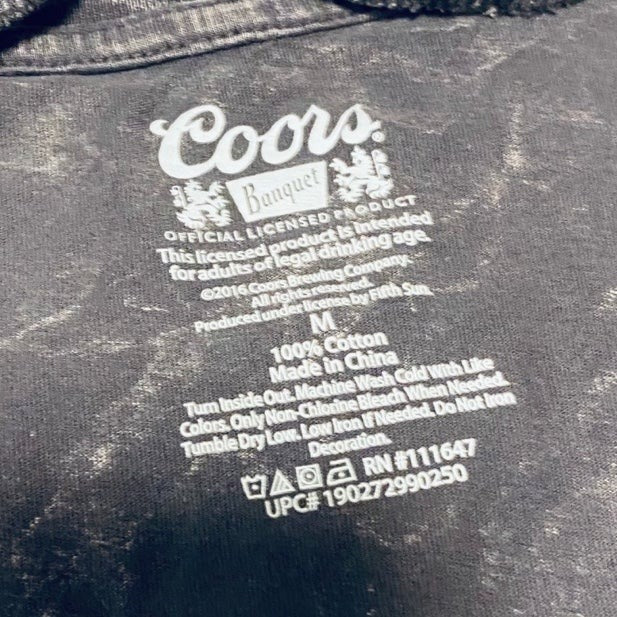 Coors®
Banquet
OFFICIAL LICENSED PRODUCT
This licensed product is intended
for adults of legal drinking age.
©2016 Coors Brewing Company
All rights reserved.
Produced under license by Fifth Sun
M
100% Cotton
Made in China
Turn Inside Out. Machine Wash Cold With Like
Colors. Only Non-Chlorine Bleach When Needed.
Tumble Dry Low. Low Iron If Needed. Do Not Iron
Decoration.
RN #111647
UPC# 190272990250